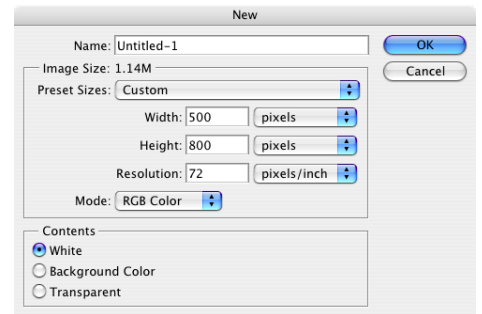 New
Name: Untitled-1
OK
Image Size: 1.14M
Cancel
Preset Sizes: Custom
Width: 500 pixels
Height: 800 pixels
Resolution: 72 pixels/inch
Mode: RGB Color
Contents
White
Background Color
Transparent